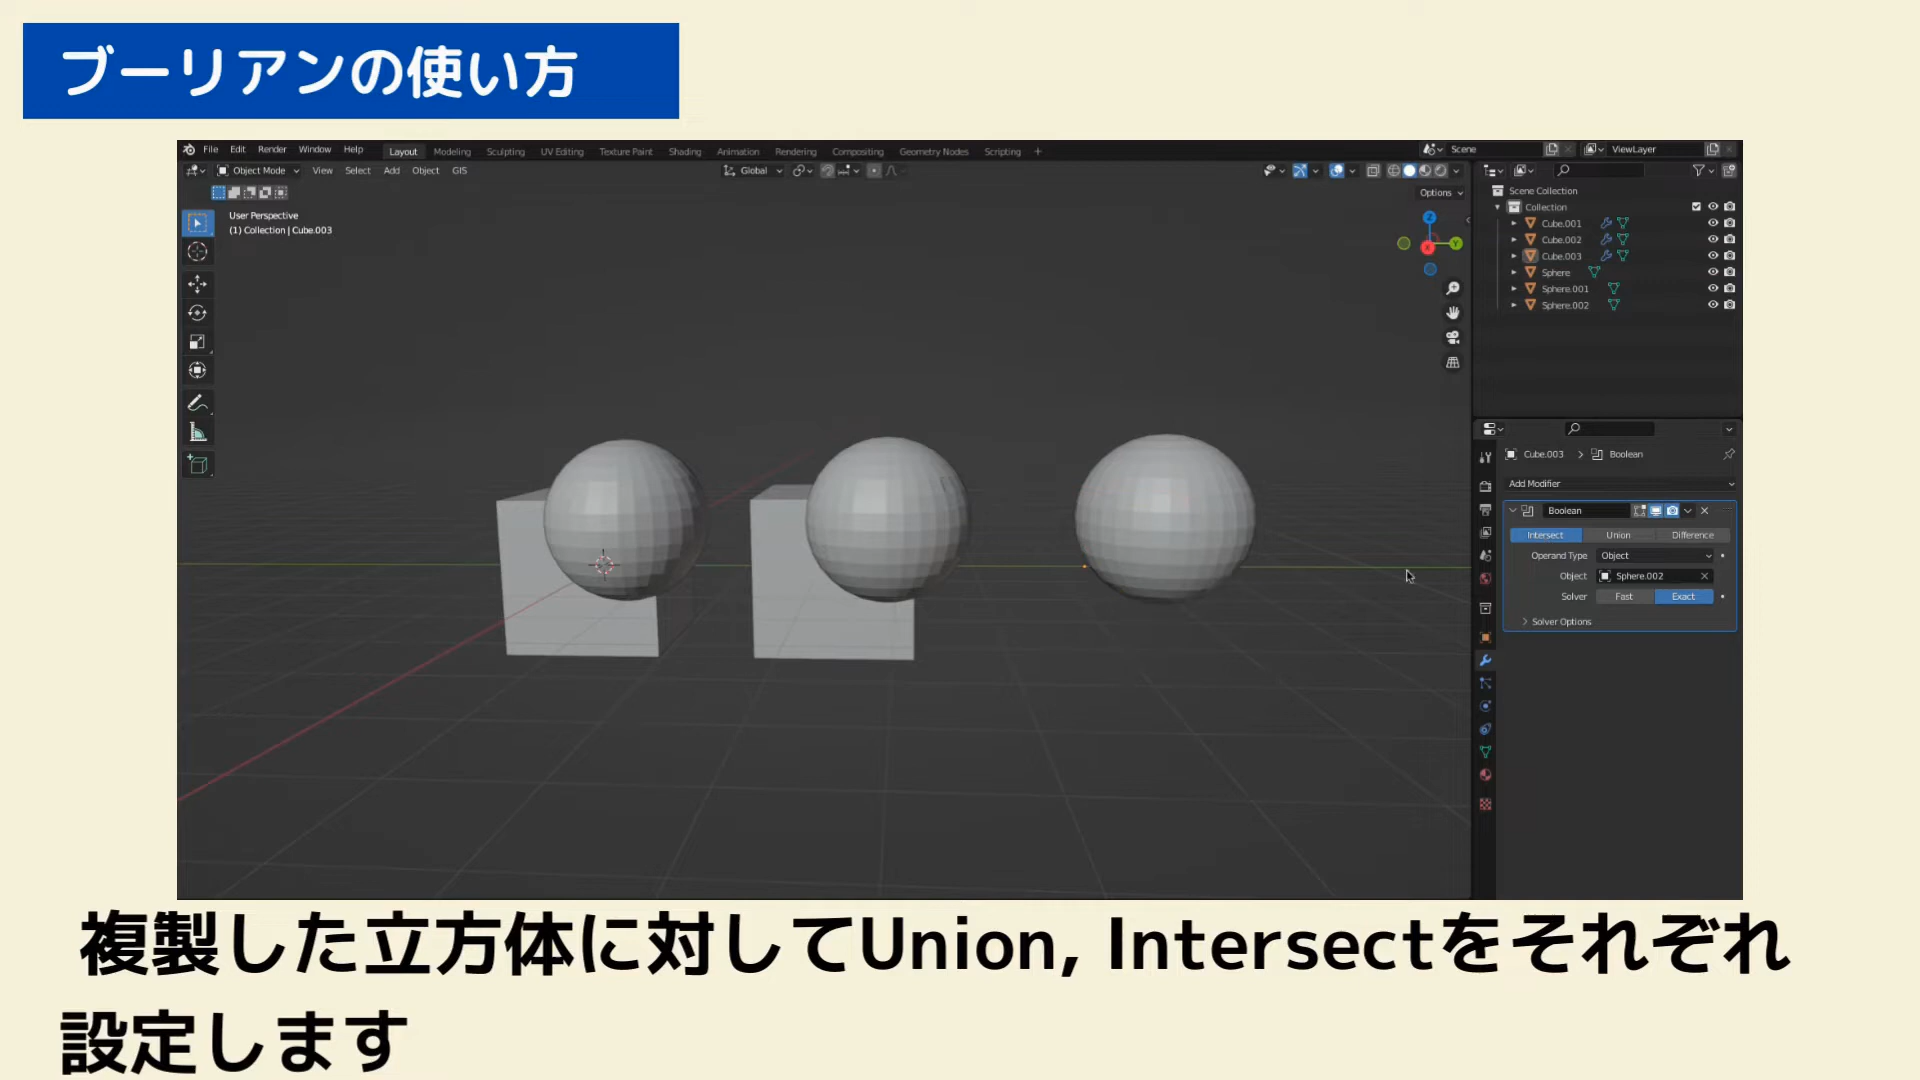 ブーリアンの使い方
File Edit Render Window Help Layout Modeling Sculpting UV Editing Texture Paint Shading Animation Rendering Compositing Geometry Nodes Scripting + Scene ViewLayer
Object Mode View Select Add Object GIS Global
Options
User Perspective
(1) Collection | Cube.003
Z
Y
X
Scene Collection
Collection
Cube.001
Cube.002
Cube.003
Sphere
Sphere.001
Sphere.002
Cube.003 > Boolean
Add Modifier
Boolean
Intersect Union Difference
Operand Type Object
Object Sphere.002
Solver Fast Exact
Solver Options
複製した立方体に対してUnion, Intersectをそれぞれ
設定します